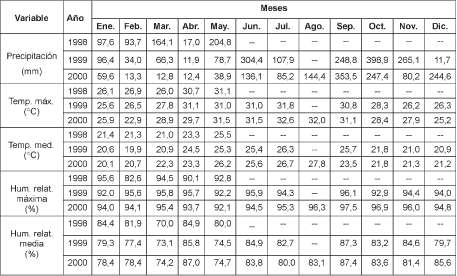 Variable Año Meses
Ene. Feb. Mar. Abr. May. Jun. Jul. Ago. Sep. Oct. Nov. Dic.
Precipitación (mm)
1998 97,6 93,7 164,1 17,0 204,8 -- -- -- -- -- -- --
1999 96,4 34,0 66,3 11,9 78,7 304,4 107,9 -- 248,8 398,9 265,1 11,7
2000 59,6 13,3 12,8 12,4 38,9 136,1 85,2 144,4 353,5 247,4 80,2 244,6
Temp. máx. (°C)
1998 26,1 26,9 26,0 30,7 31,1 -- -- -- -- -- -- --
1999 25,6 26,5 27,8 31,1 31,0 31,0 31,8 -- 30,8 28,3 26,2 26,3
2000 25,9 22,9 28,9 29,7 31,5 31,5 32,6 32,0 31,1 28,4 27,9 25,2
Temp. med. (°C)
1998 21,4 21,3 21,0 23,3 25,5 -- -- -- -- -- -- --
1999 20,6 19,9 20,9 24,5 25,3 25,4 26,3 -- 25,7 21,8 21,0 20,9
2000 20,1 20,7 22,3 23,3 26,2 25,6 26,7 27,8 23,5 21,8 21,3 21,2
Hum. relat. máxima (%)
1998 95,6 82,6 94,5 90,1 92,8 -- -- -- -- -- -- --
1999 92,0 95,6 95,8 95,7 92,2 95,9 94,3 -- 96,1 92,9 94,4 94,0
2000 94,0 94,1 95,4 93,7 92,1 94,5 95,3 96,3 97,5 96,9 96,0 94,8
Hum. relat. media (%)
1998 84,4 81,9 70,0 84,9 80,0 -- -- -- -- -- -- --
1999 79,3 77,4 73,1 85,8 74,5 84,9 82,7 -- 87,3 83,2 84,6 79,7
2000 78,4 78,4 74,2 87,0 74,7 83,8 80,0 83,1 87,4 83,6 83,4 85,6